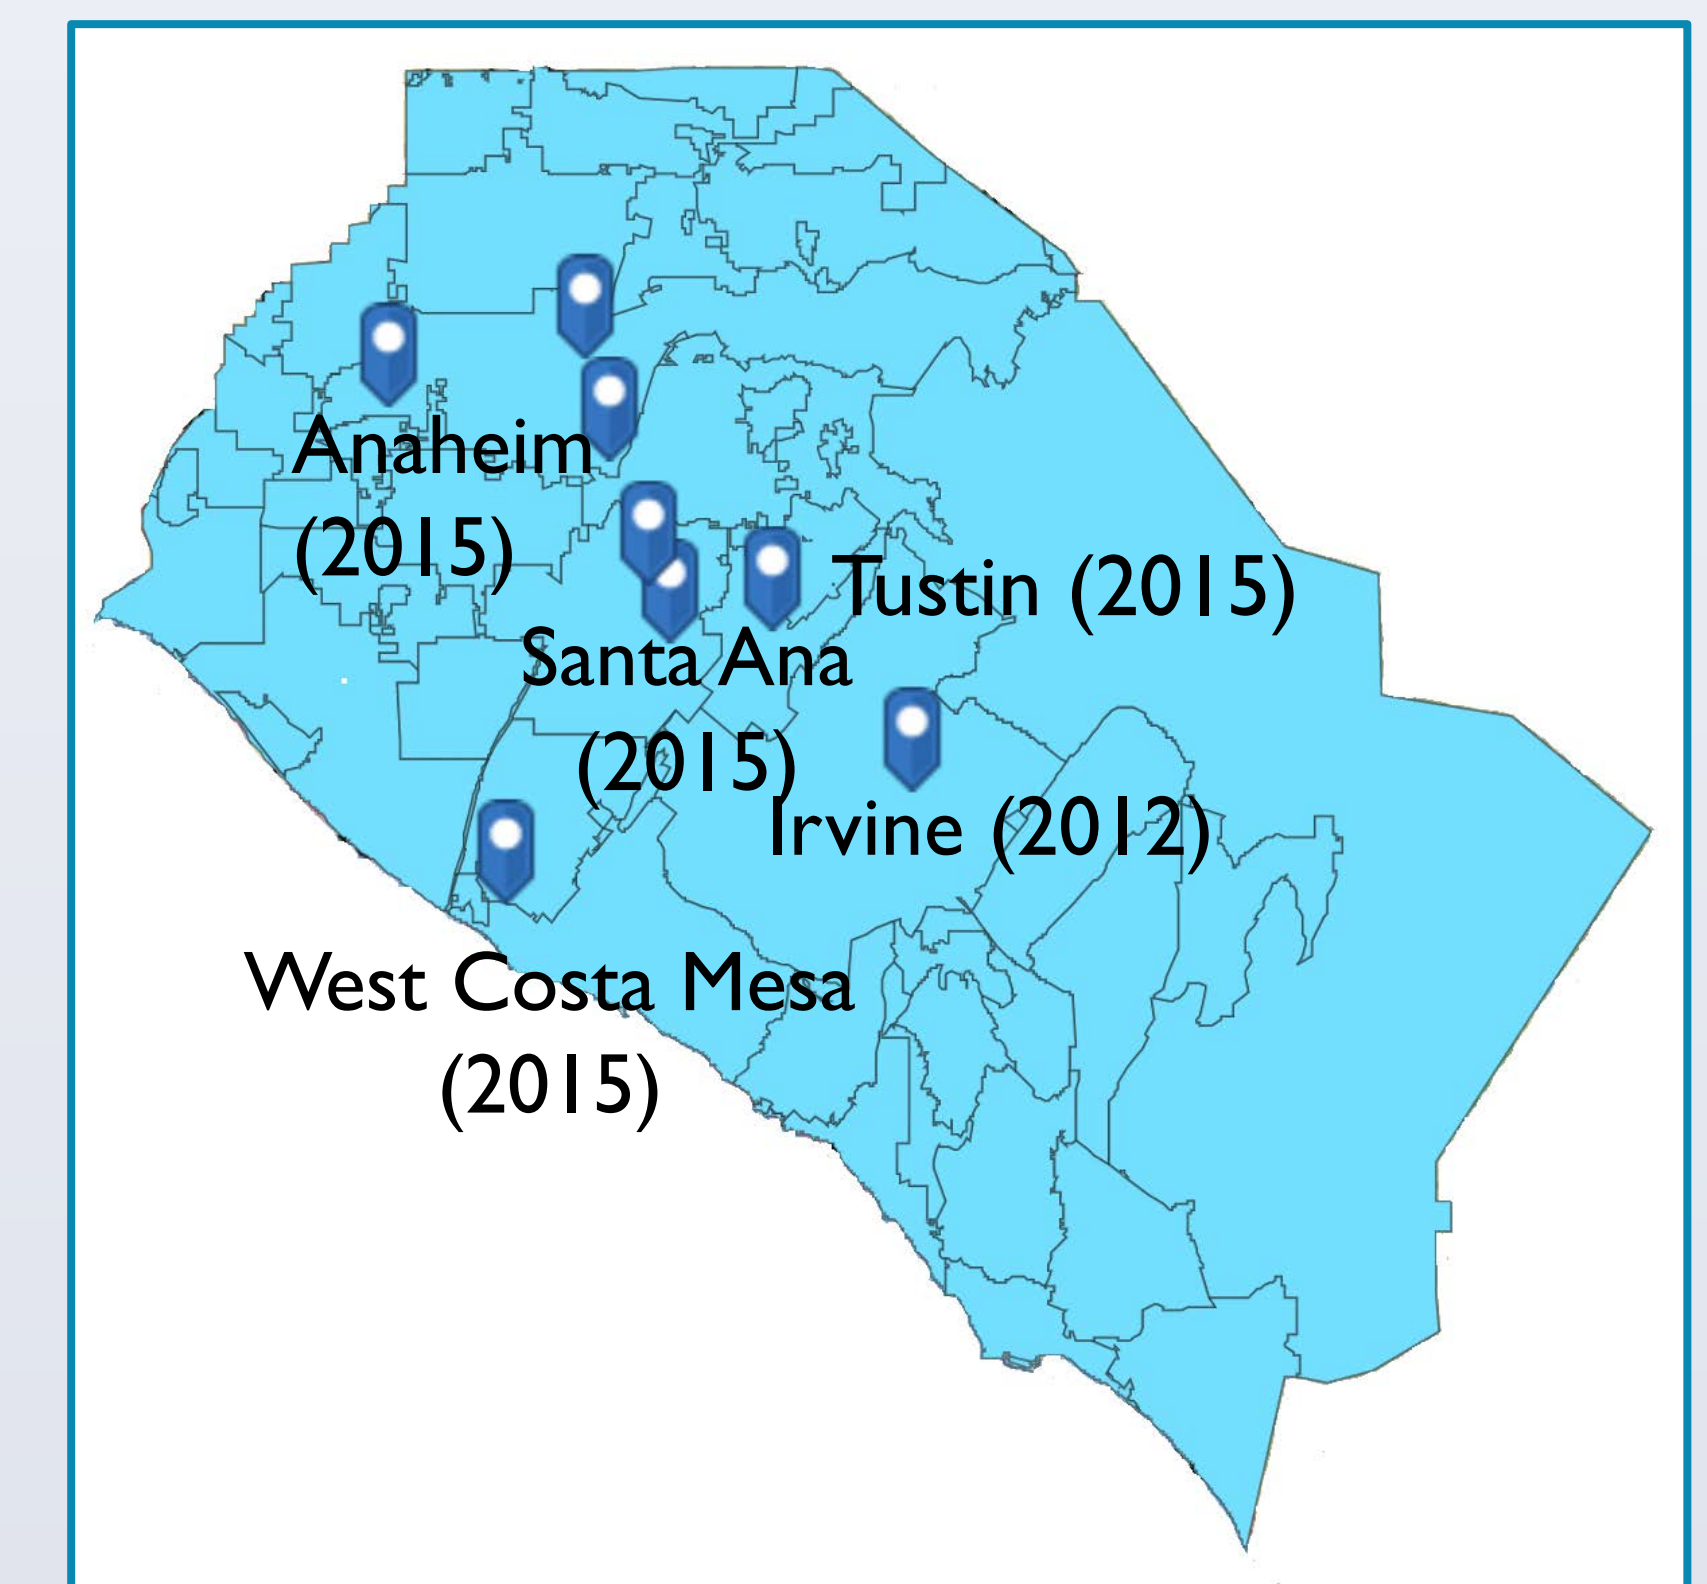 Anaheim
(2015)
Tustin (2015)
Santa Ana
(2015)
Irvine (2012)
West Costa Mesa
(2015)